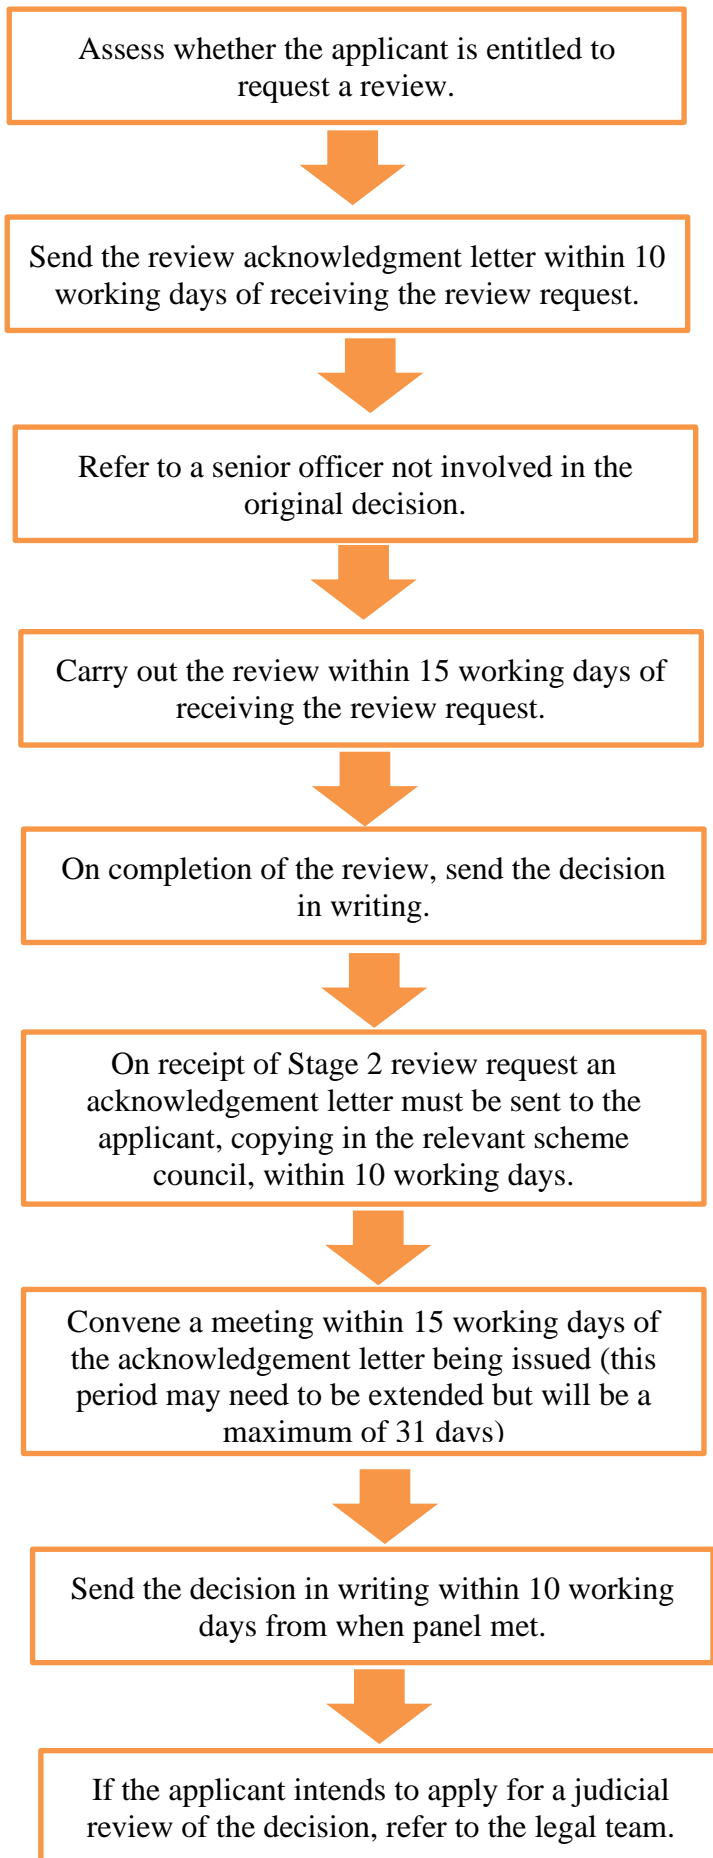 Assess whether the applicant is entitled to
request a review.
Send the review acknowledgment letter within 10
working days of receiving the review request.
Refer to a senior officer not involved in the
original decision.
Carry out the review within 15 working days of
receiving the review request.
On completion of the review, send the decision
in writing.
On receipt of Stage 2 review request an
acknowledgement letter must be sent to the
applicant, copying in the relevant scheme
council, within 10 working days.
Convene a meeting within 15 working days of
the acknowledgement letter being issued (this
period may need to be extended but will be a
maximum of 31 days)
Send the decision in writing within 10 working
days from when panel met.
If the applicant intends to apply for a judicial
review of the decision, refer to the legal team.